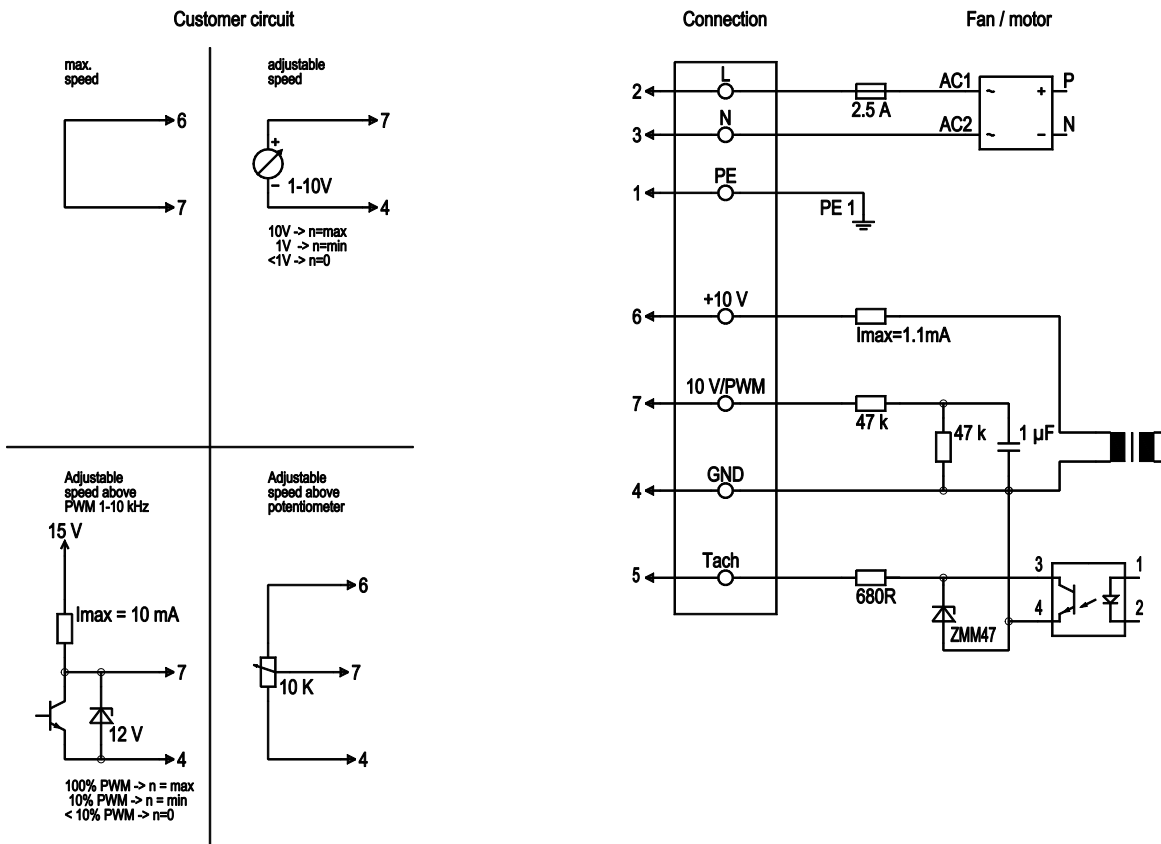 Customer circuit
Connection
Fan / motor
max.
speed
6
7
adjustable
speed
7
+
-
1-10V
4
10V -> n=max
1V -> n=min
<1V -> n=0
Adjustable
speed above
PWM 1-10 kHz
15 V
Imax = 10 mA
7
12 V
4
100% PWM -> n = max
10% PWM -> n = min
< 10% PWM -> n=0
Adjustable
speed above
potentiometer
6
7
10 K
4
2
L
2.5 A
AC1
~
+
P
3
N
AC2
~
-
N
1
PE
PE 1
6
+10 V
Imax=1.1mA
7
10 V/PWM
47 k
47 k
1 µF
4
GND
5
Tach
680R
ZMM47
3
4
1
2